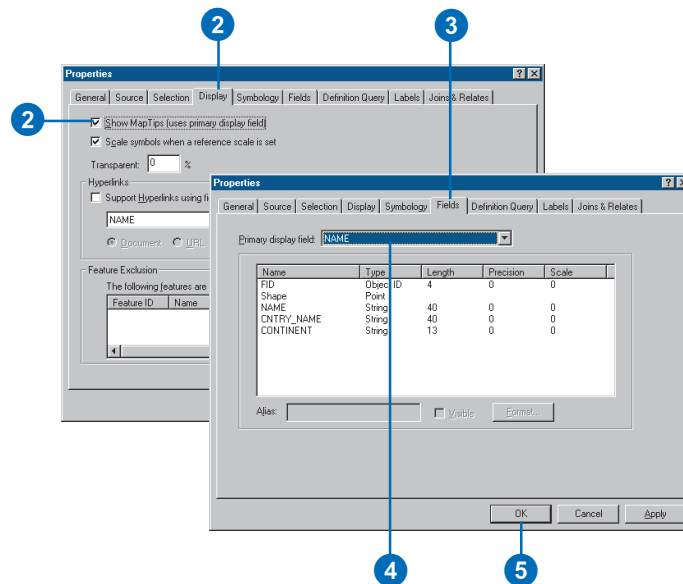 2
3
Properties
General Source Selection Display Symbology Fields Definition Query Labels Joins & Relates
2
Show MapTips (uses primary display field)
Scale symbols when a reference scale is set
Transparent: 0 %
Hyperlinks
Support Hyperlinks using fi
NAME
Document URL
Feature Exclusion
The following features are
Feature ID Name
Properties
General Source Selection Display Symbology Fields Definition Query Labels Joins & Relates
Primary display field: NAME
Name Type Length Precision Scale
FID Object ID 4 0 0
Shape Point
NAME String 40 0 0
CNTRY_NAME String 40 0 0
CONTINENT String 13 0 0
Alias: Visible Format...
OK Cancel Apply
4
5